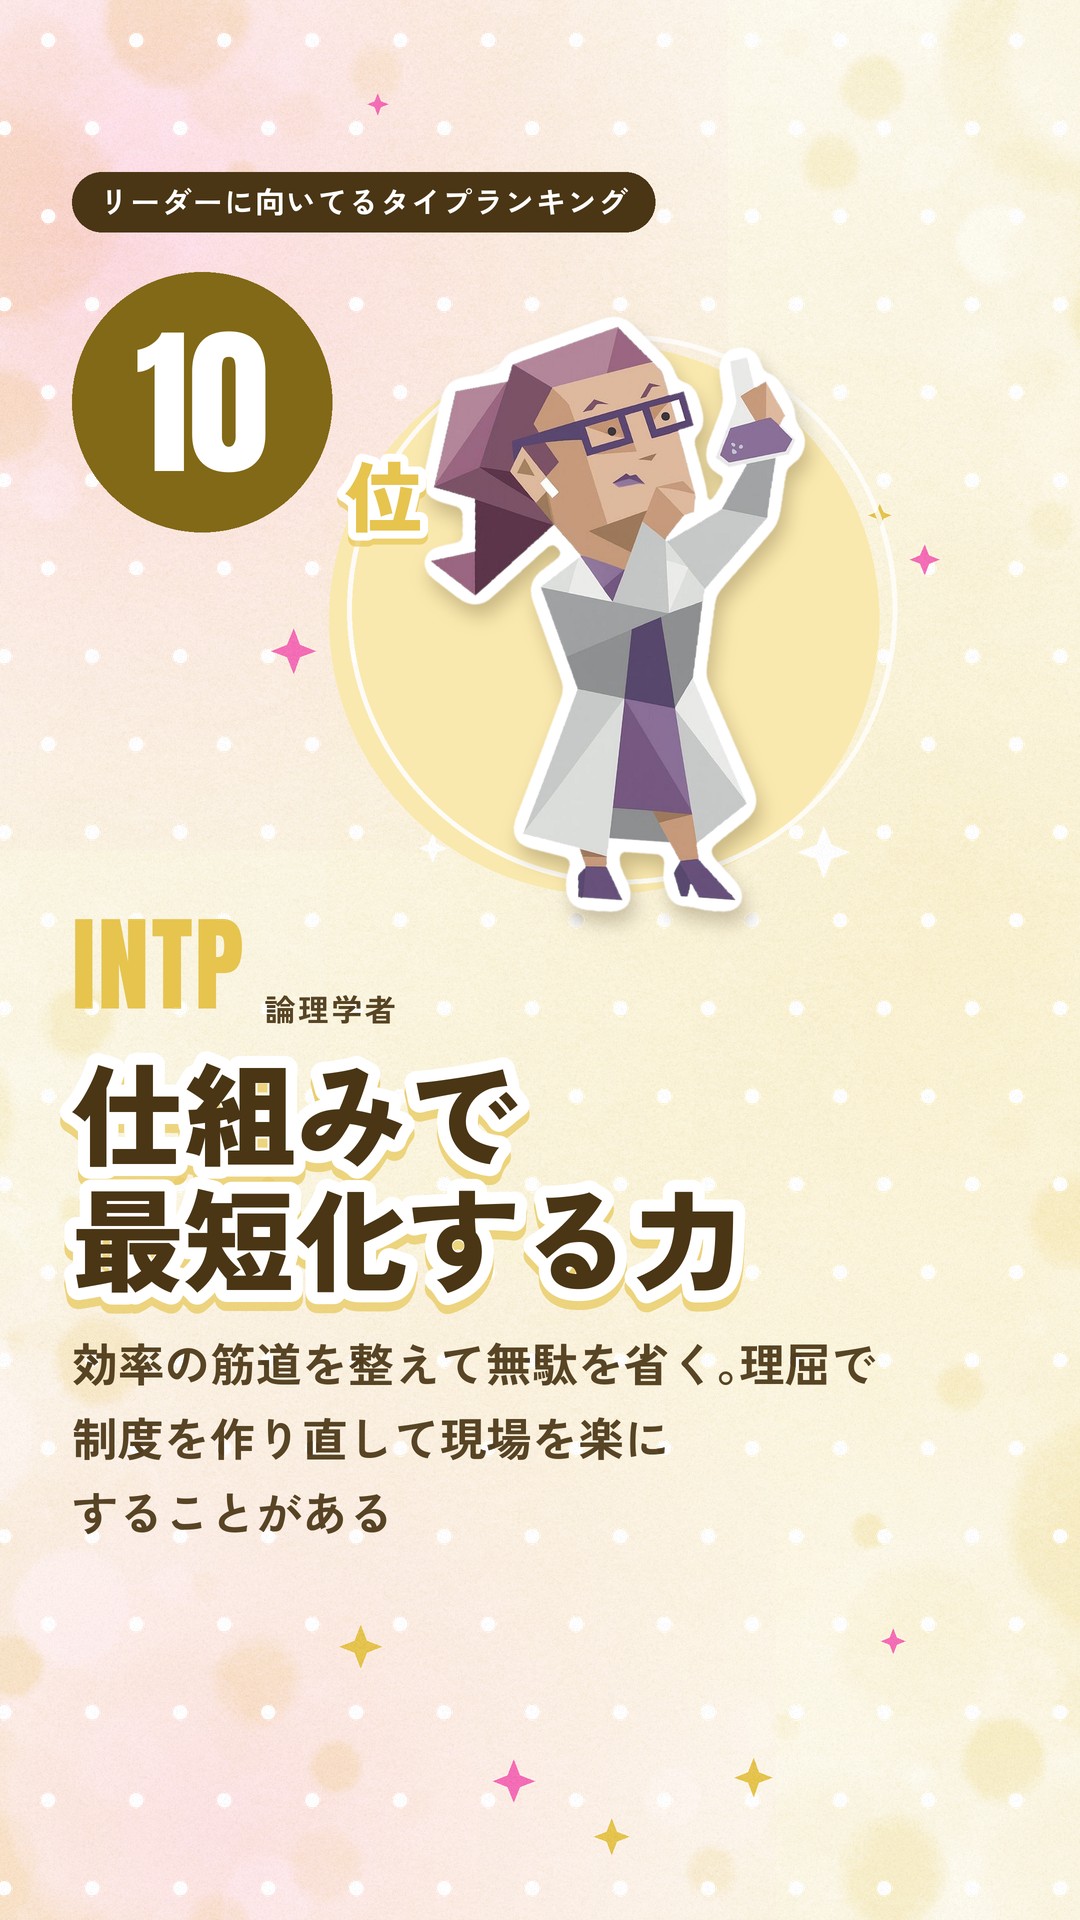 リーダーに向いてるタイプランキング
10
位
INTP
論理学者
仕組みで
最短化する力
効率の筋道を整えて無駄を省く。理屈で
制度を作り直して現場を楽に
することがある